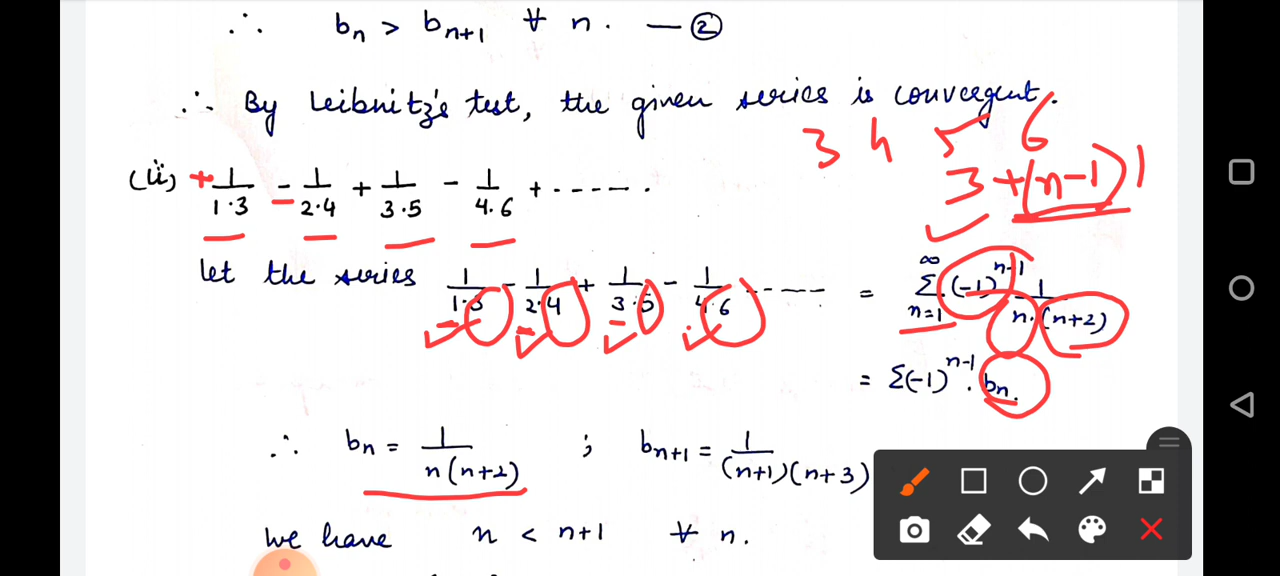 ∴ bₙ > bₙ₊₁ ∀ n. — ②
∴ By Leibnitz's test, the given series is convergent.
3 4 5 6
3 + (n-1) 1
(ii) + 1/1·3 - 1/2·4 + 1/3·5 - 1/4·6 + ------.
let the series 1/1·3 - 1/2·4 + 1/3·5 - 1/4·6 ------ = ∑_{n=1}^{∞} (-1)^{n-1} 1/n·(n+2)
= Σ(-1)^{n-1}. bₙ.
∴ bₙ = 1/n(n+2) ; bₙ₊₁ = 1/(n+1)(n+3)
we have n < n+1 ∀ n.